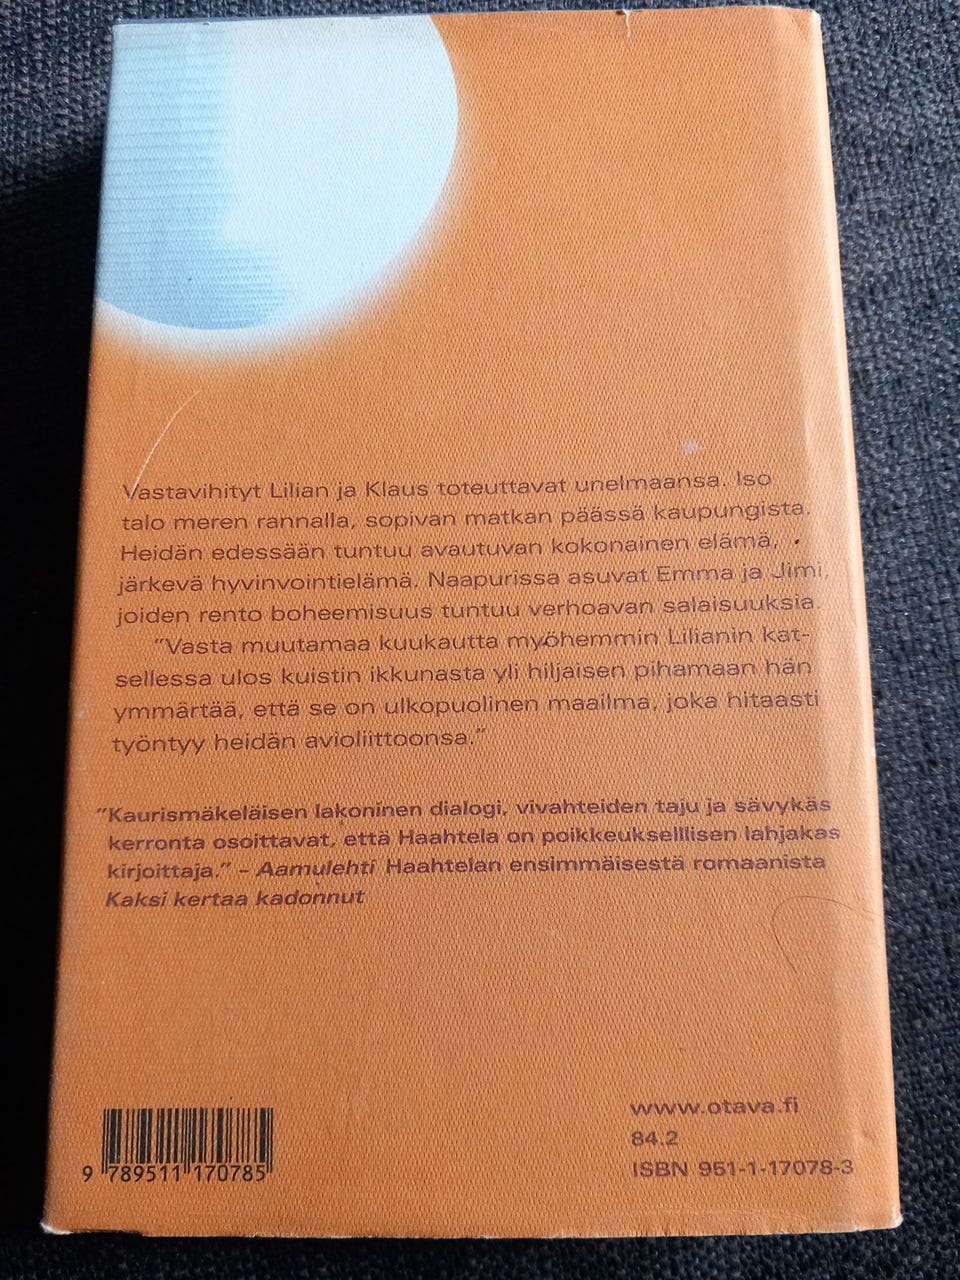 Vastavihityt Lilian ja Klaus toteuttavat unelmaansa. Iso
talo meren rannalla, sopivan matkan päässä kaupungista.
Heidän edessään tuntuu avautuvan kokonainen elämä,
järkevä hyvinvointielämä. Naapurissa asuvat Emma ja Jimi,
joiden rento boheemisuus tuntuu verhoavan salaisuuksia.
"Vasta muutamaa kuukautta myöhemmin Lilianin kat-
sellessa ulos kuistin ikkunasta yli hiljaisen pihamaan hän
ymmärtää, että se on ulkopuolinen maailma, joka hitaasti
työntyy heidän avioliittoonsa."
"Kaurismäkeläisen lakoninen dialogi, vivahteiden taju ja sävykäs
kerronta osoittavat, että Haahtela on poikkeukselllisen lahjakas
kirjoittaja." – Aamulehti Haahtelan ensimmäisestä romaanista
Kaksi kertaa kadonnut
www.otava.fi
84.2
ISBN 951-1-17078-3
9 789511 170785